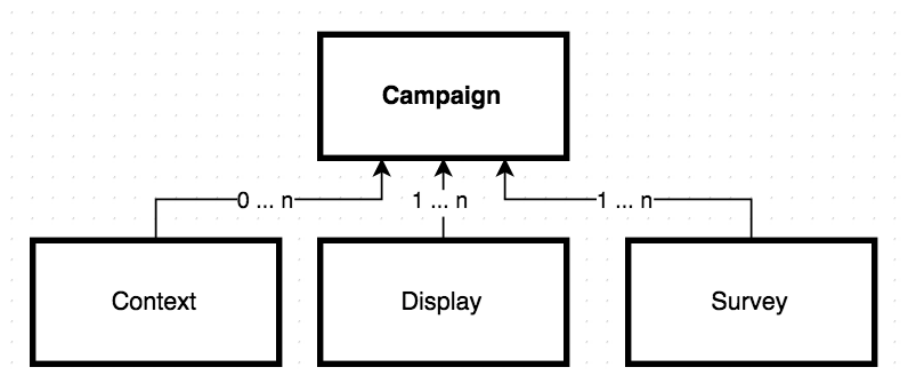 Campaign
0 ... n
1 ... n
1 ... n
Context
Display
Survey